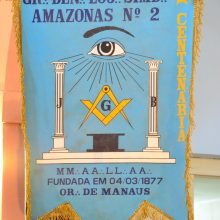 GR∴ BEN∴ LOJ∴ SIMB∴
AMAZONAS Nº 2
CENTENÁRIA
J
B
G
MM∴ AA∴ LL∴ AA∴
FUNDADA EM 04/03/1877
OR∴ DE MANAUS